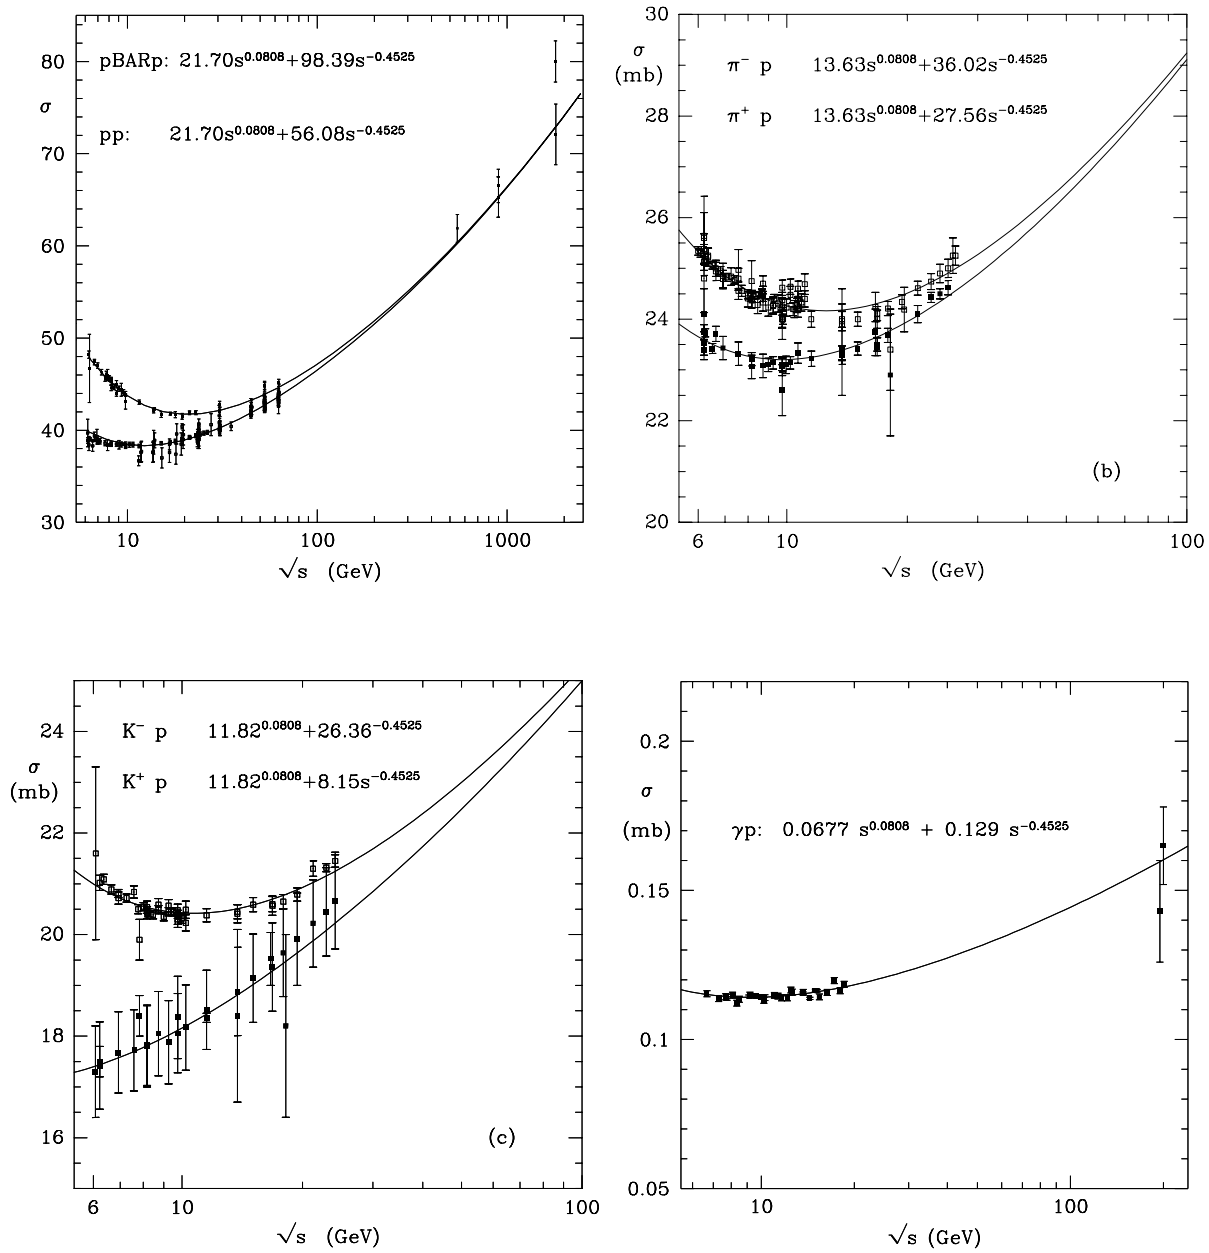 80
70
60
50
40
30
σ
pBARp: 21.70s^0.0808+98.39s^-0.4525
pp: 21.70s^0.0808+56.08s^-0.4525
10 100 1000
√s (GeV)
30
28
26
24
22
20
σ
(mb)
π⁻ p 13.63s^0.0808+36.02s^-0.4525
π⁺ p 13.63s^0.0808+27.56s^-0.4525
(b)
6 10 100
√s (GeV)
24
22
20
18
16
σ
(mb)
K⁻ p 11.82^0.0808+26.36^-0.4525
K⁺ p 11.82^0.0808+8.15s^-0.4525
(c)
6 10 100
√s (GeV)
0.2
0.15
0.1
0.05
σ
(mb)
γp: 0.0677 s^0.0808 + 0.129 s^-0.4525
10 100
√s (GeV)